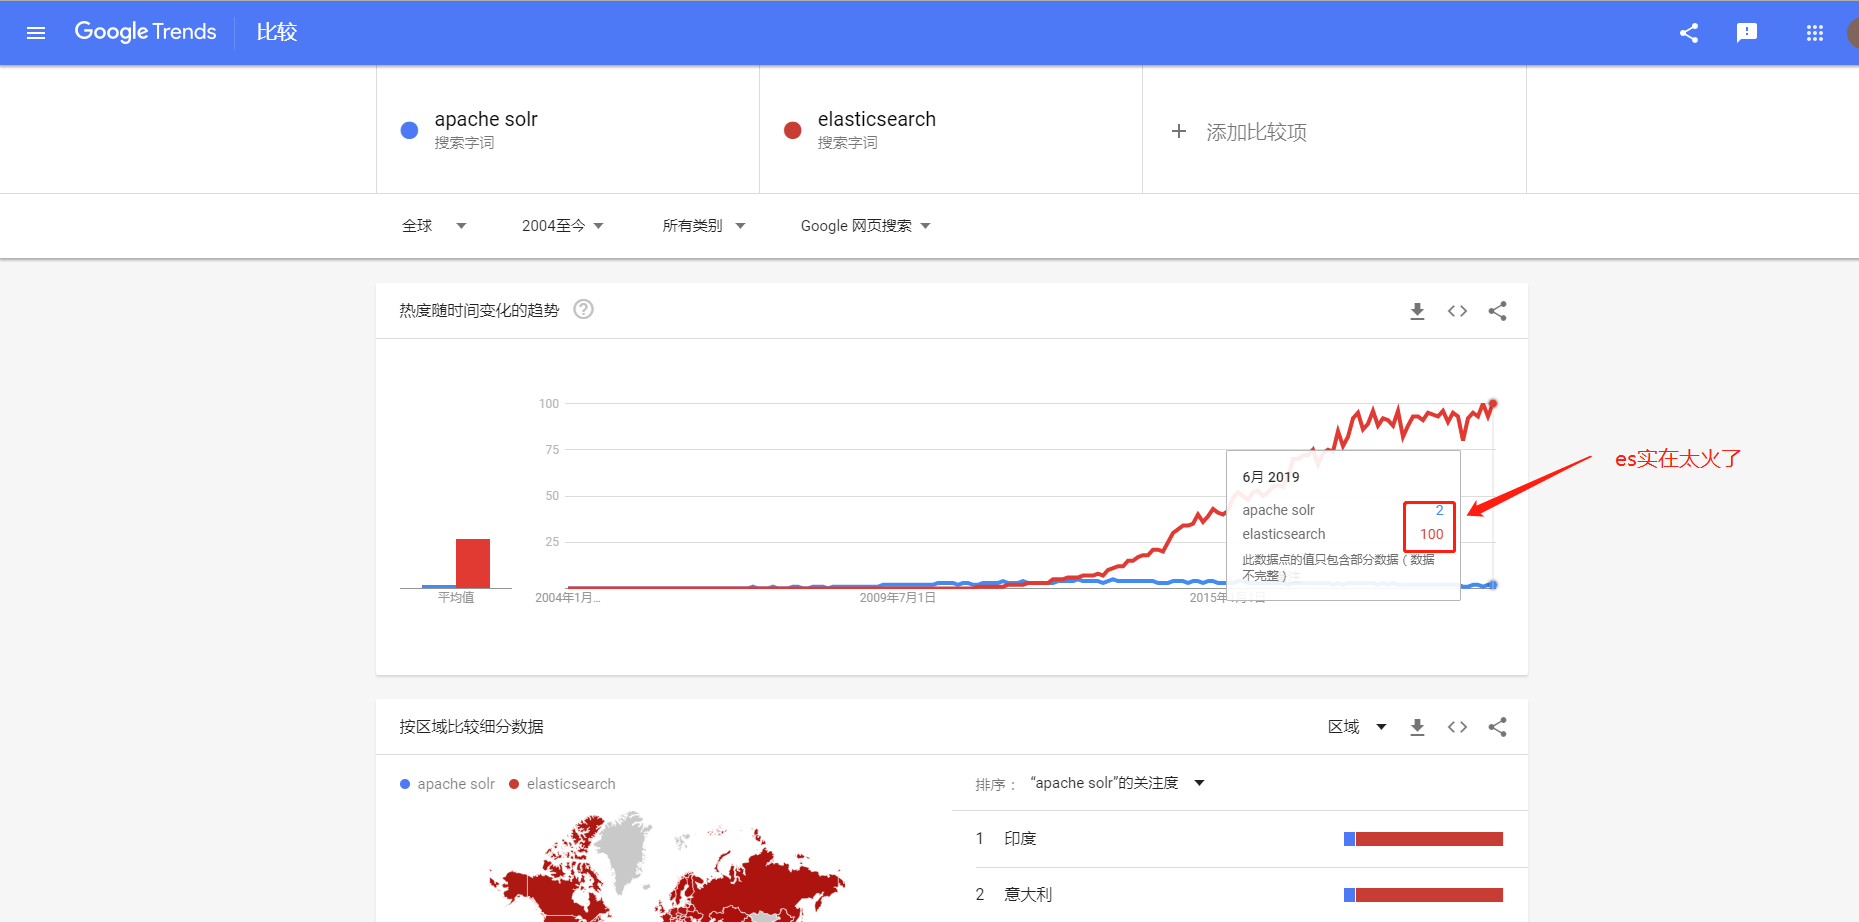 Google Trends 比较
apache solr
搜索字词
elasticsearch
搜索字词
+ 添加比较项
全球
2004至今
所有类别
Google 网页搜索
热度随时间变化的趋势 ?
100
75
50
25
平均值
2004年1月…
2009年7月1日
2015年1月1日
6月 2019
apache solr 2
elasticsearch 100
此数据点的值只包含部分数据（数据
不完整）
es实在太火了
按区域比较细分数据
区域
apache solr elasticsearch
排序： “apache solr”的关注度
1 印度
2 意大利